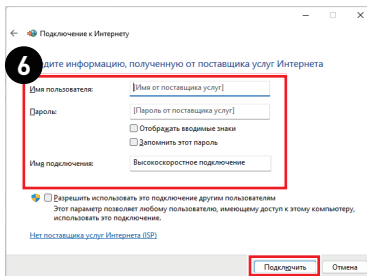 Подключение к Интернету
6
дите информацию, полученную от поставщика услуг Интернета
Имя пользователя: [Имя от поставщика услуг]
Пароль: [Пароль от поставщика услуг]
Отображать вводимые знаки
Запомнить этот пароль
Имя подключения: Высокоскоростное подключение
Разрешить использовать это подключение другим пользователям
Этот параметр позволяет любому пользователю, имеющему доступ к этому компьютеру,
использовать это подключение.
Нет поставщика услуг Интернета (ISP)
Подключить Отмена